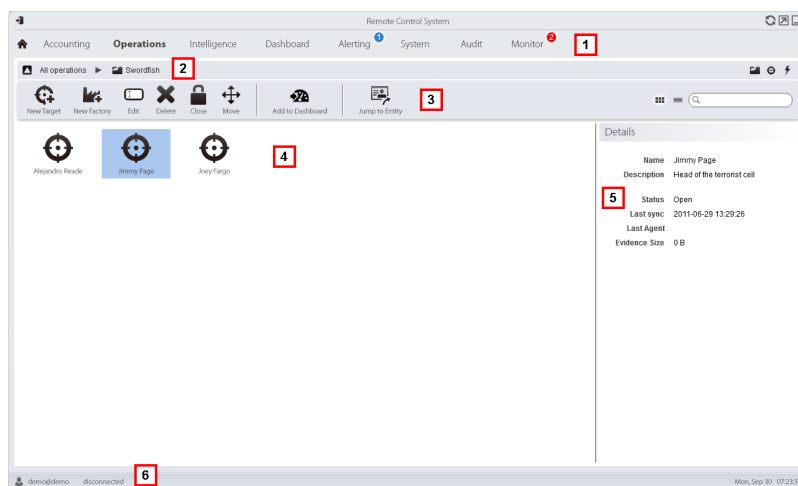 Remote Control System
Accounting Operations Intelligence Dashboard Alerting 1 System Audit Monitor 2 1
All operations Swordfish 2
New Target New Factory Edit Delete Close Move Add to Dashboard Jump to Entity 3
Details
Alejandro Reade Jimmy Page Joey Fargo 4
Name Jimmy Page
Description Head of the terrorist cell
5 Status Open
Last sync 2011-06-29 13:29:26
Last Agent
Evidence Size 0 B
demo@demo disconnected 6 Mon, Sep 30 07:23:3